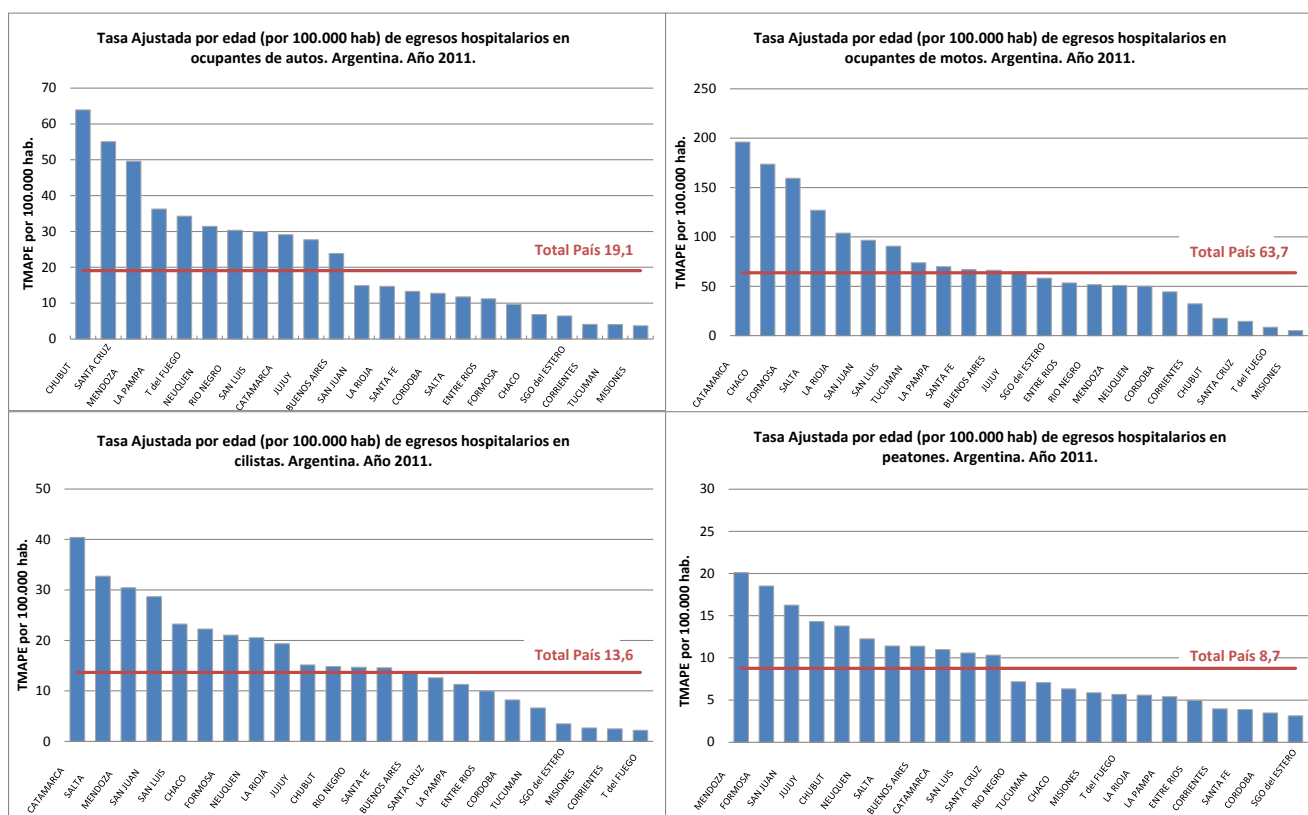 Tasa Ajustada por edad (por 100.000 hab) de egresos hospitalarios en
ocupantes de autos. Argentina. Año 2011.
TMAPE por 100.000 hab.
70
60
50
40
30
20
10
0
Total País 19,1
CHUBUT
SANTA CRUZ
MENDOZA
LA PAMPA
T del FUEGO
NEUQUEN
RIO NEGRO
SAN LUIS
CATAMARCA
JUJUY
BUENOS AIRES
SAN JUAN
LA RIOJA
SANTA FE
CORDOBA
SALTA
ENTRE RIOS
FORMOSA
CHACO
SGO del ESTERO
CORRIENTES
TUCUMAN
MISIONES
Tasa Ajustada por edad (por 100.000 hab) de egresos hospitalarios en
ocupantes de motos. Argentina. Año 2011.
TMAPE por 100.000 hab.
250
200
150
100
50
0
Total País 63,7
CATAMARCA
CHACO
FORMOSA
SALTA
LA RIOJA
SAN JUAN
SAN LUIS
TUCUMAN
LA PAMPA
SANTA FE
BUENOS AIRES
JUJUY
SGO del ESTERO
ENTRE RIOS
RIO NEGRO
MENDOZA
NEUQUEN
CORDOBA
CORRIENTES
CHUBUT
SANTA CRUZ
T del FUEGO
MISIONES
Tasa Ajustada por edad (por 100.000 hab) de egresos hospitalarios en
cilistas. Argentina. Año 2011.
TMAPE por 100.000 hab.
50
40
30
20
10
0
Total País 13,6
CATAMARCA
SALTA
MENDOZA
SAN JUAN
SAN LUIS
CHACO
FORMOSA
NEUQUEN
LA RIOJA
JUJUY
CHUBUT
RIO NEGRO
SANTA FE
BUENOS AIRES
SANTA CRUZ
LA PAMPA
ENTRE RIOS
CORDOBA
TUCUMAN
SGO del ESTERO
MISIONES
CORRIENTES
T del FUEGO
Tasa Ajustada por edad (por 100.000 hab) de egresos hospitalarios en
peatones. Argentina. Año 2011.
TMAPE por 100.000 hab.
30
25
20
15
10
5
0
Total País 8,7
MENDOZA
FORMOSA
SAN JUAN
JUJUY
CHUBUT
NEUQUEN
SALTA
BUENOS AIRES
CATAMARCA
SAN LUIS
SANTA CRUZ
RIO NEGRO
TUCUMAN
CHACO
MISIONES
T del FUEGO
LA RIOJA
LA PAMPA
ENTRE RIOS
CORRIENTES
SANTA FE
CORDOBA
SGO del ESTERO